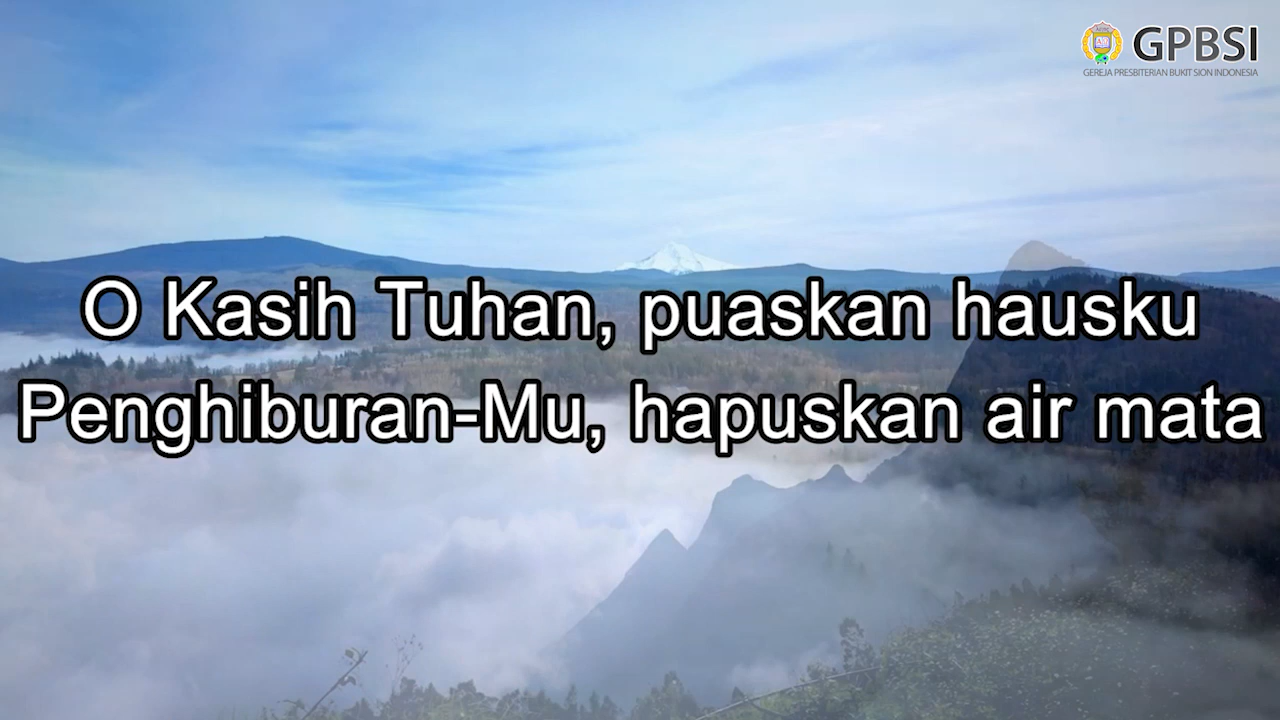 GPBSI
GEREJA PRESBITERIAN BUKIT SION INDONESIA
O Kasih Tuhan, puaskan hausku
Penghiburan-Mu, hapuskan air mata